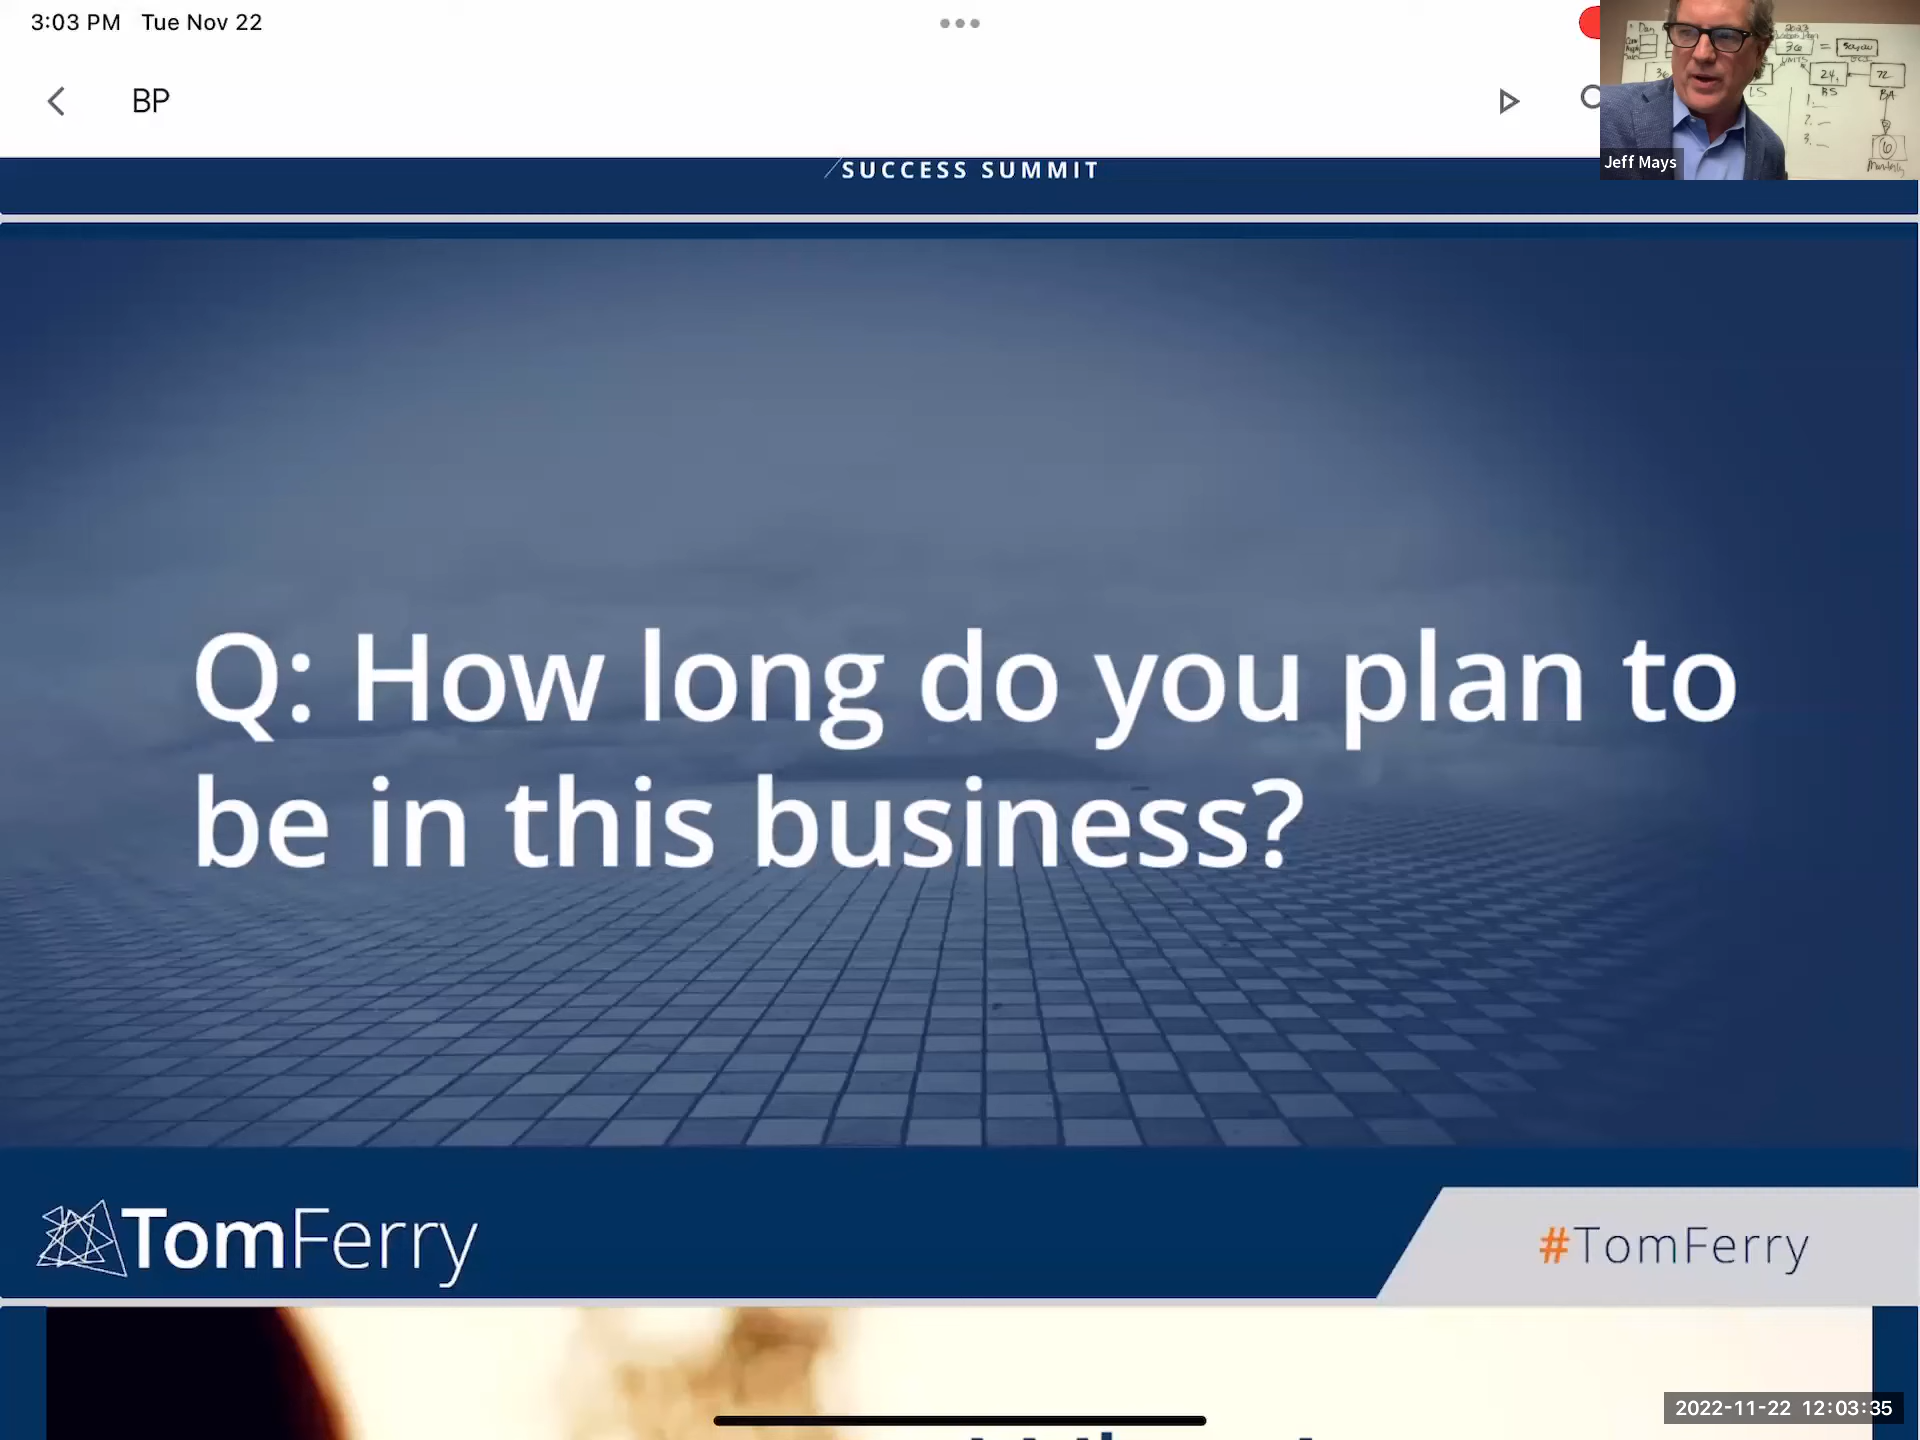 3:03 PM Tue Nov 22
BP
SUCCESS SUMMIT
Jeff Mays
Q: How long do you plan to
be in this business?
TomFerry
#TomFerry
2022-11-22 12:03:35